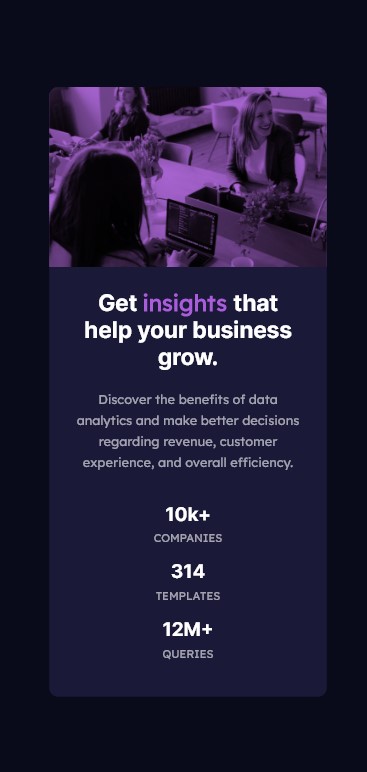 Get insights that
help your business
grow.
Discover the benefits of data
analytics and make better decisions
regarding revenue, customer
experience, and overall efficiency.
10k+
COMPANIES
314
TEMPLATES
12M+
QUERIES